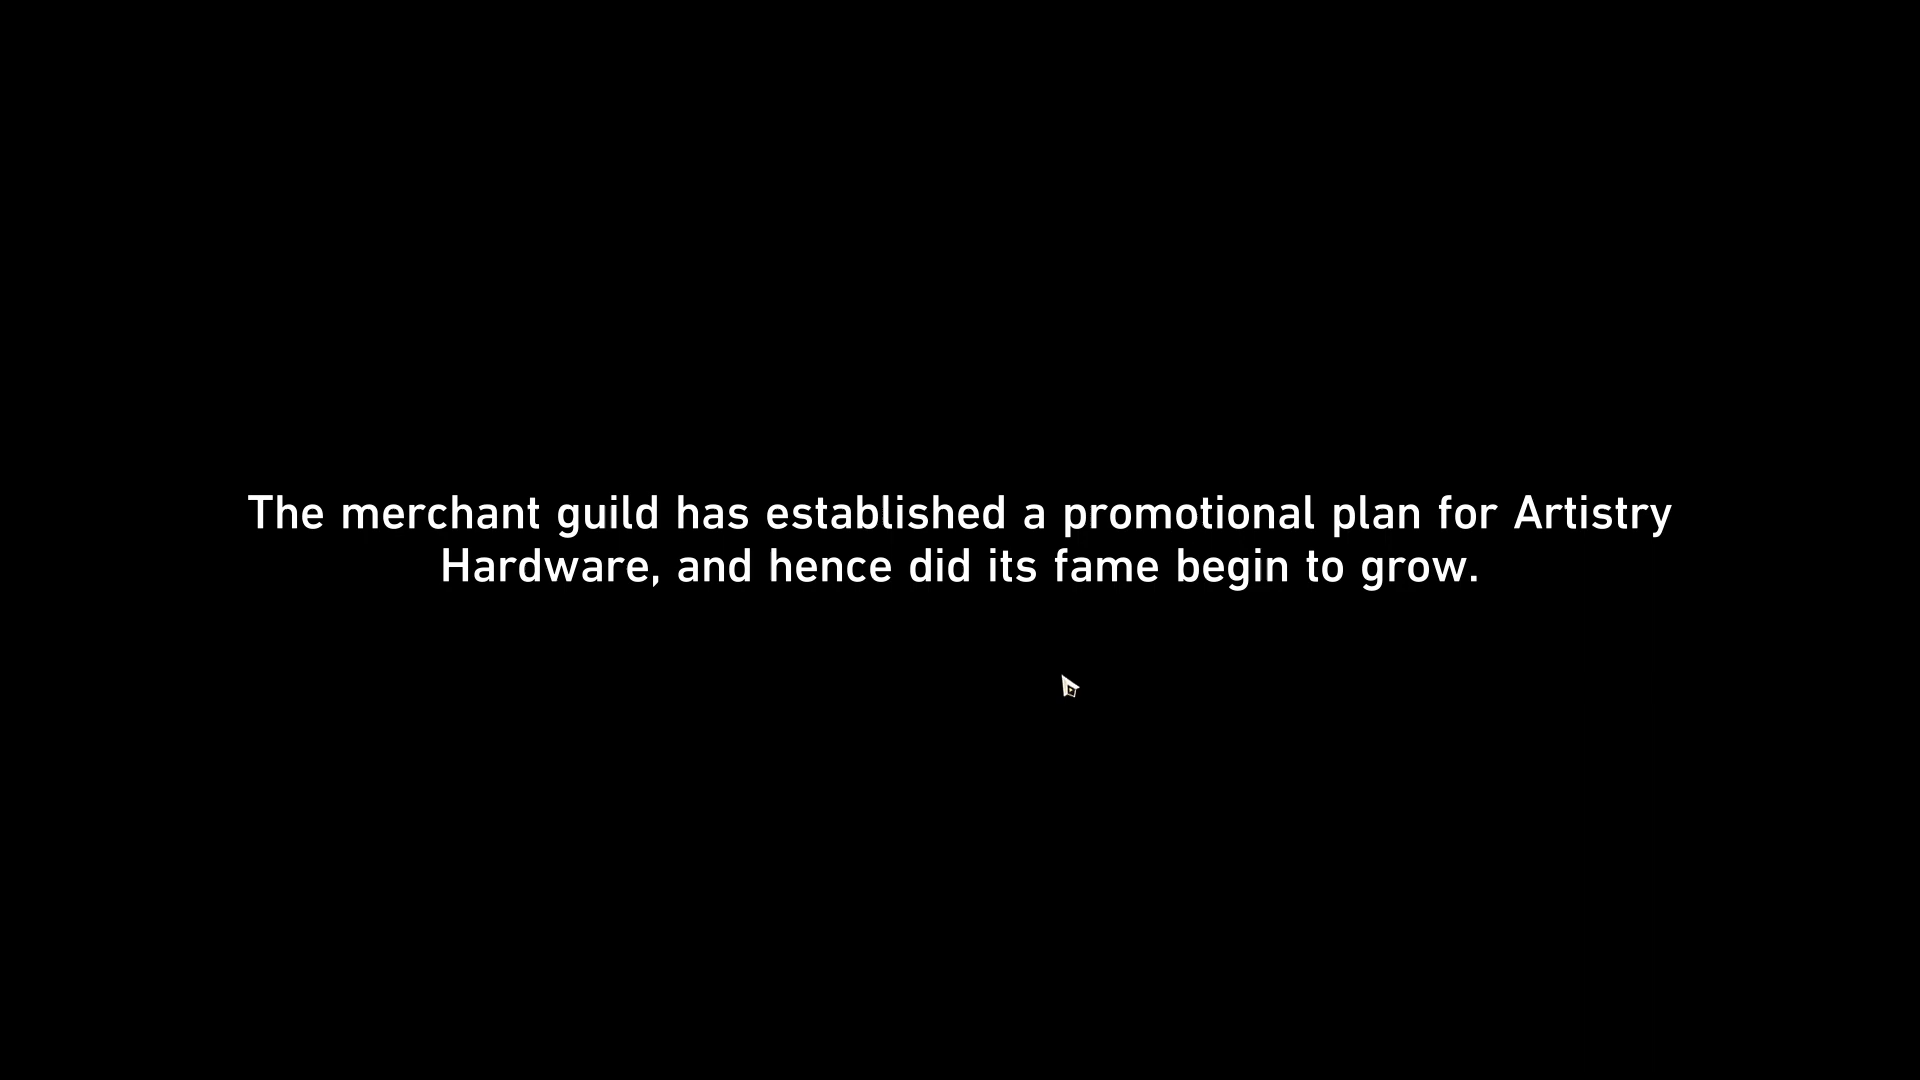 The merchant guild has established a promotional plan for Artistry
Hardware, and hence did its fame begin to grow.